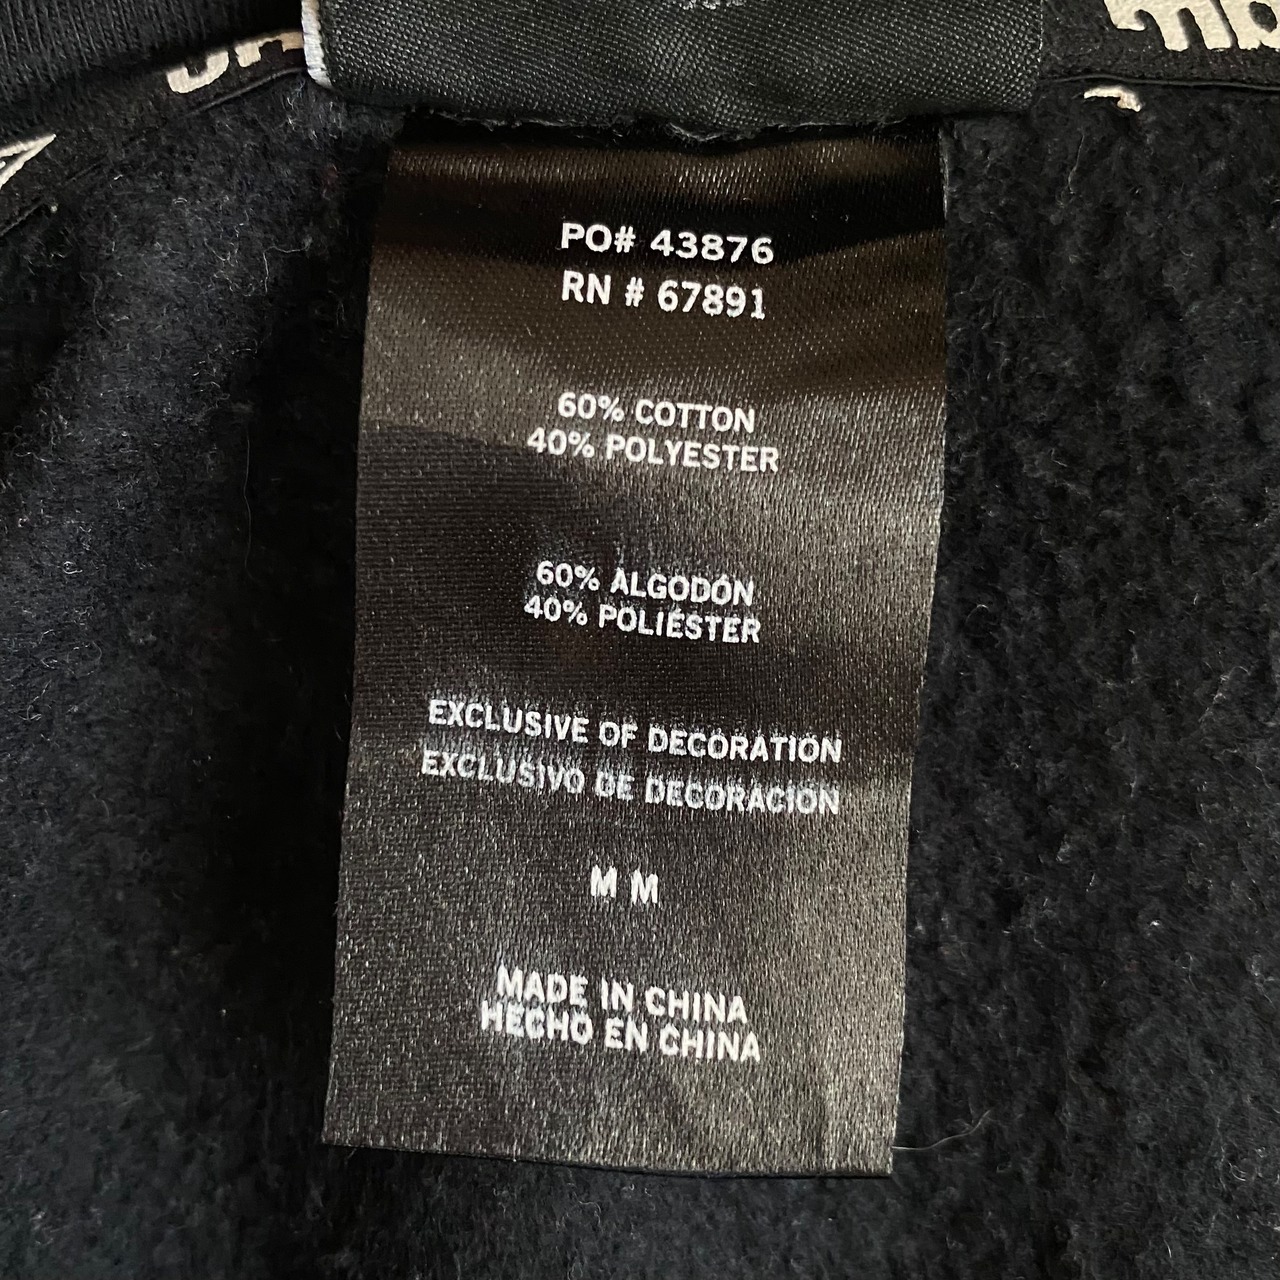 PO# 43876
RN # 67891
60% COTTON
40% POLYESTER
60% ALGODÓN
40% POLIÉSTER
EXCLUSIVE OF DECORATION
EXCLUSIVO DE DECORACIÓN
M M
MADE IN CHINA
HECHO EN CHINA